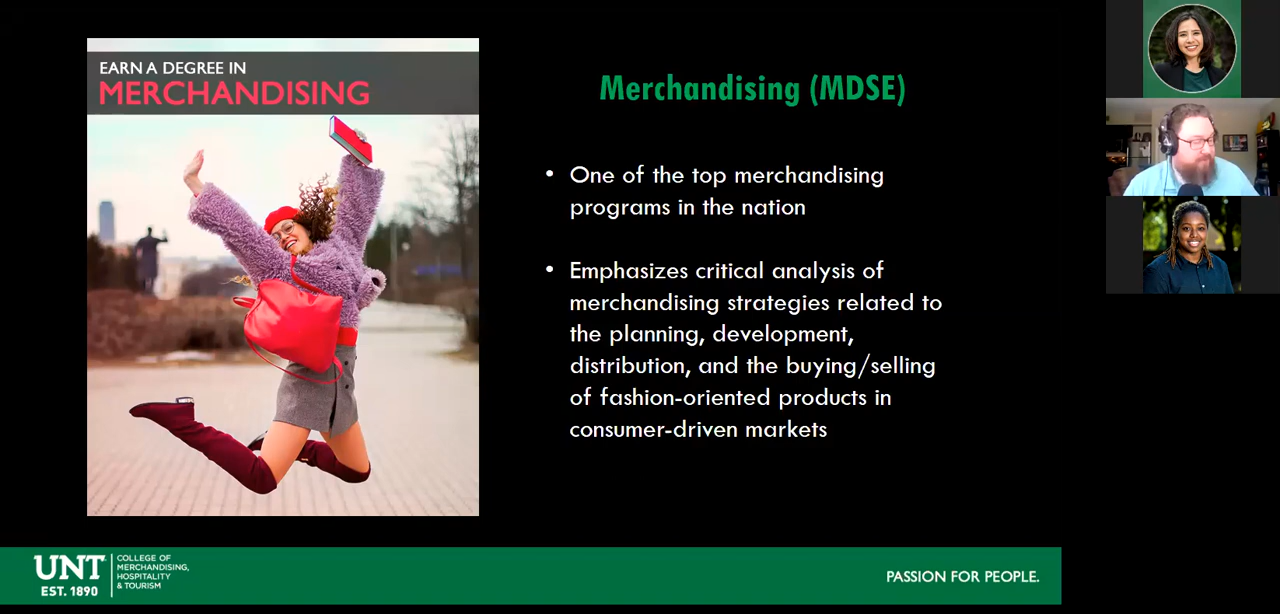 EARN A DEGREE IN
MERCHANDISING
Merchandising (MDSE)
• One of the top merchandising
programs in the nation
• Emphasizes critical analysis of
merchandising strategies related to
the planning, development,
distribution, and the buying/selling
of fashion-oriented products in
consumer-driven markets
UNT
EST. 1890
COLLEGE OF
MERCHANDISING,
HOSPITALITY
& TOURISM
PASSION FOR PEOPLE.